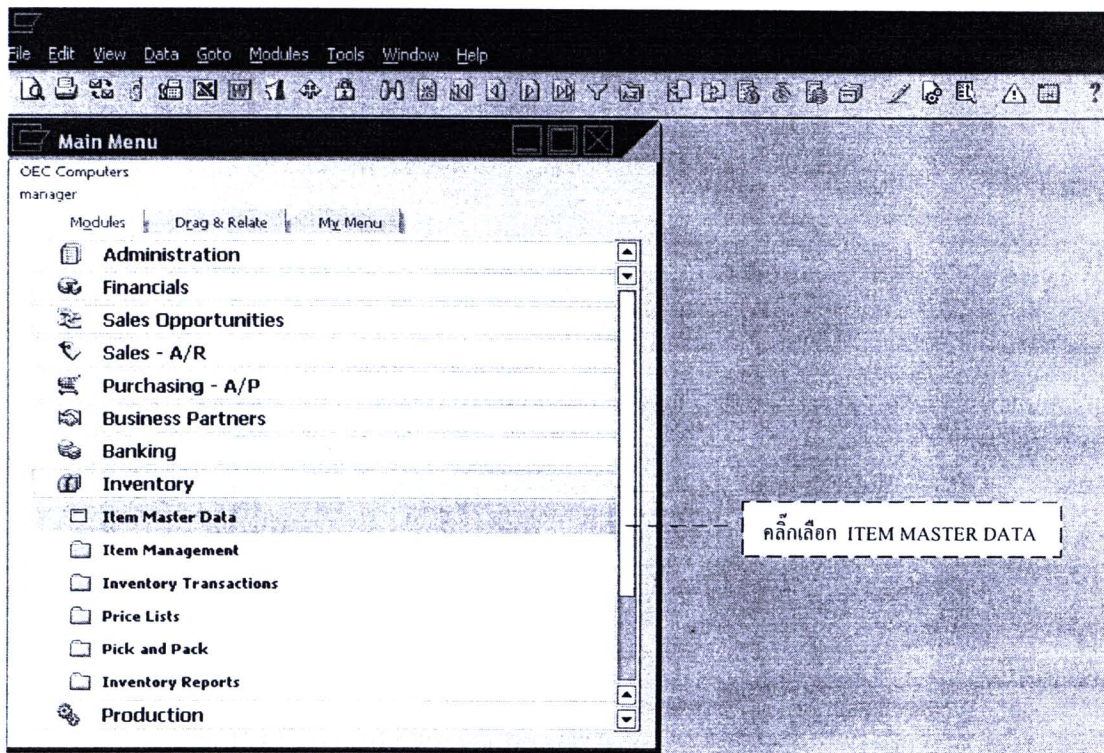 File Edit View Data Goto Modules Tools Window Help
Main Menu
OEC Computers
manager
Modules Drag & Relate My Menu
Administration
Financials
Sales Opportunities
Sales - A/R
Purchasing - A/P
Business Partners
Banking
Inventory
Item Master Data
คลิ๊กเลือก ITEM MASTER DATA
Item Management
Inventory Transactions
Price Lists
Pick and Pack
Inventory Reports
Production